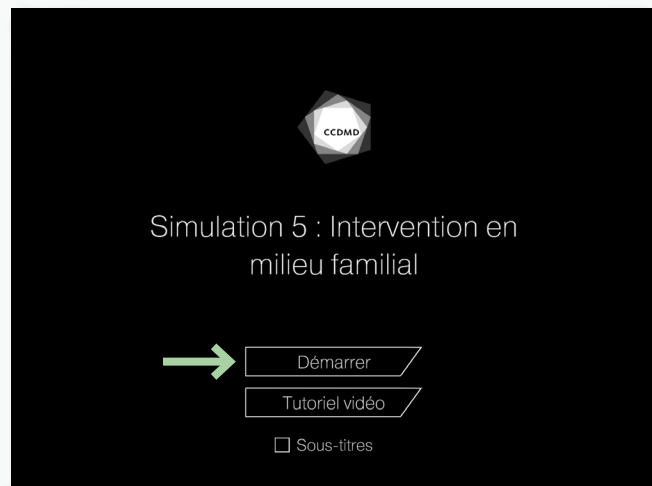 CCDMD
Simulation 5 : Intervention en
milieu familial
Démarrer
Tutoriel vidéo
Sous-titres